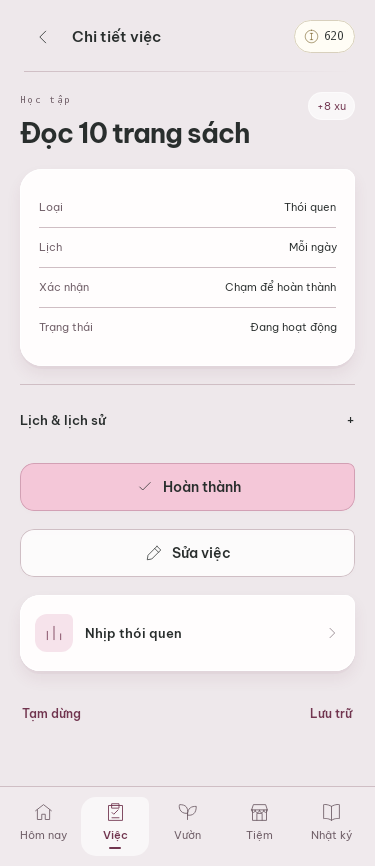 Chi tiết việc
620
Học tập
+8 xu
Đọc 10 trang sách
Loại
Thói quen
Lịch
Mỗi ngày
Xác nhận
Chạm để hoàn thành
Trạng thái
Đang hoạt động
Lịch & lịch sử
+
Hoàn thành
Sửa việc
Nhịp thói quen
Tạm dừng
Lưu trữ
Hôm nay
Việc
Vườn
Tiệm
Nhật ký